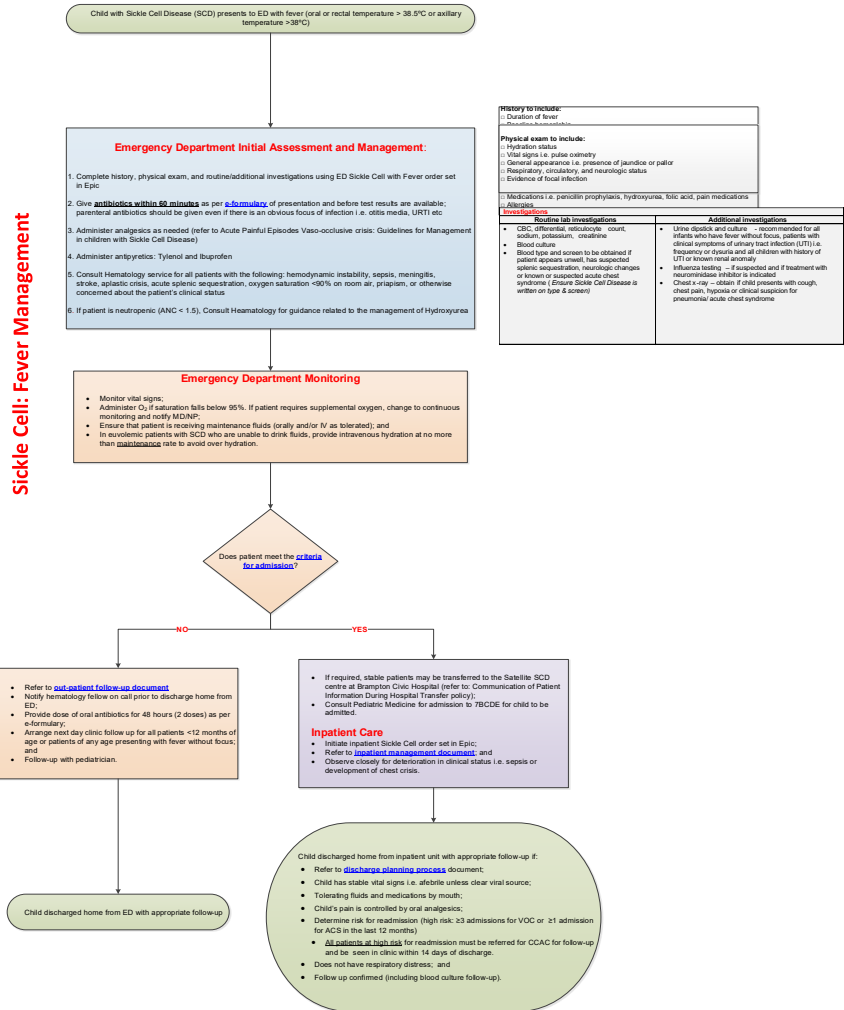 Child with Sickle Cell Disease (SCD) presents to ED with fever (oral or rectal temperature > 38.5ºC or axillary
temperature >38ºC)
Sickle Cell: Fever Management
Emergency Department Initial Assessment and Management:
1. Complete history, physical exam, and routine/additional investigations using ED Sickle Cell with Fever order set
in Epic
2. Give antibiotics within 60 minutes as per e-formulary of presentation and before test results are available;
parenteral antibiotics should be given even if there is an obvious focus of infection i.e. otitis media, URTI etc
3. Administer analgesics as needed (refer to Acute Painful Episodes Vaso-occlusive crisis: Guidelines for Management
in children with Sickle Cell Disease)
4. Administer antipyretics: Tylenol and Ibuprofen
5. Consult Hematology service for all patients with the following: hemodynamic instability, sepsis, meningitis,
stroke, aplastic crisis, acute splenic sequestration, oxygen saturation <90% on room air, priapism, or otherwise
concerned about the patient's clinical status
6. If patient is neutropenic (ANC < 1.5), Consult Heamatology for guidance related to the management of Hydroxyurea
History to include:
□ Duration of fever
Physical exam to include:
□ Hydration status
□ Vital signs i.e. pulse oximetry
□ General appearance i.e. presence of jaundice or pallor
□ Respiratory, circulatory, and neurologic status
□ Evidence of focal infection
□ Medications i.e. penicillin prophylaxis, hydroxyurea, folic acid, pain medications
□ Allergies
Investigations
Routine lab investigations
• CBC, differential, reticulocyte count,
sodium, potassium, creatinine
• Blood culture
• Blood type and screen to be obtained if
patient appears unwell, has suspected
splenic sequestration, neurologic changes
or known or suspected acute chest
syndrome ( Ensure Sickle Cell Disease is
written on type & screen)
Additional investigations
• Urine dipstick and culture - recommended for all
infants who have fever without focus, patients with
clinical symptoms of urinary tract infection (UTI) i.e.
frequency or dysuria and all children with history of
UTI or known renal anomaly
• Influenza testing – if suspected and if treatment with
neurominidase inhibitor is indicated
• Chest x-ray – obtain if child presents with cough,
chest pain, hypoxia or clinical suspicion for
pneumonia/ acute chest syndrome
Emergency Department Monitoring
• Monitor vital signs;
• Administer O2 if saturation falls below 95%. If patient requires supplemental oxygen, change to continuous
monitoring and notify MD/NP;
• Ensure that patient is receiving maintenance fluids (orally and/or IV as tolerated); and
• In euvolemic patients with SCD who are unable to drink fluids, provide intravenous hydration at no more
than maintenance rate to avoid over hydration.
Does patient meet the criteria
for admission?
NO
YES
• Refer to out-patient follow-up document
• Notify hematology fellow on call prior to discharge home from
ED;
• Provide dose of oral antibiotics for 48 hours (2 doses) as per
e-formulary;
• Arrange next day clinic follow up for all patients <12 months of
age or patients of any age presenting with fever without focus;
and
• Follow-up with pediatrician.
• If required, stable patients may be transferred to the Satellite SCD
centre at Brampton Civic Hospital (refer to: Communication of Patient
Information During Hospital Transfer policy).
• Consult Pediatric Medicine for admission to 7BCDE for child to be
admitted.
Inpatient Care
• Initiate inpatient Sickle Cell order set in Epic;
• Refer to inpatient management document; and
• Observe closely for deterioration in clinical status i.e. sepsis or
development of chest crisis.
Child discharged home from ED with appropriate follow-up
Child discharged home from inpatient unit with appropriate follow-up if:
• Refer to discharge planning process document;
• Child has stable vital signs i.e. afebrile unless clear viral source;
• Tolerating fluids and medications by mouth;
• Child's pain is controlled by oral analgesics;
• Determine risk for readmission (high risk: ≥3 admissions for VOC or ≥1 admission
for ACS in the last 12 months)
• All patients at high risk for readmission must be referred for CCAC for follow-up
and be seen in clinic within 14 days of discharge.
• Does not have respiratory distress; and
• Follow up confirmed (including blood culture follow-up).